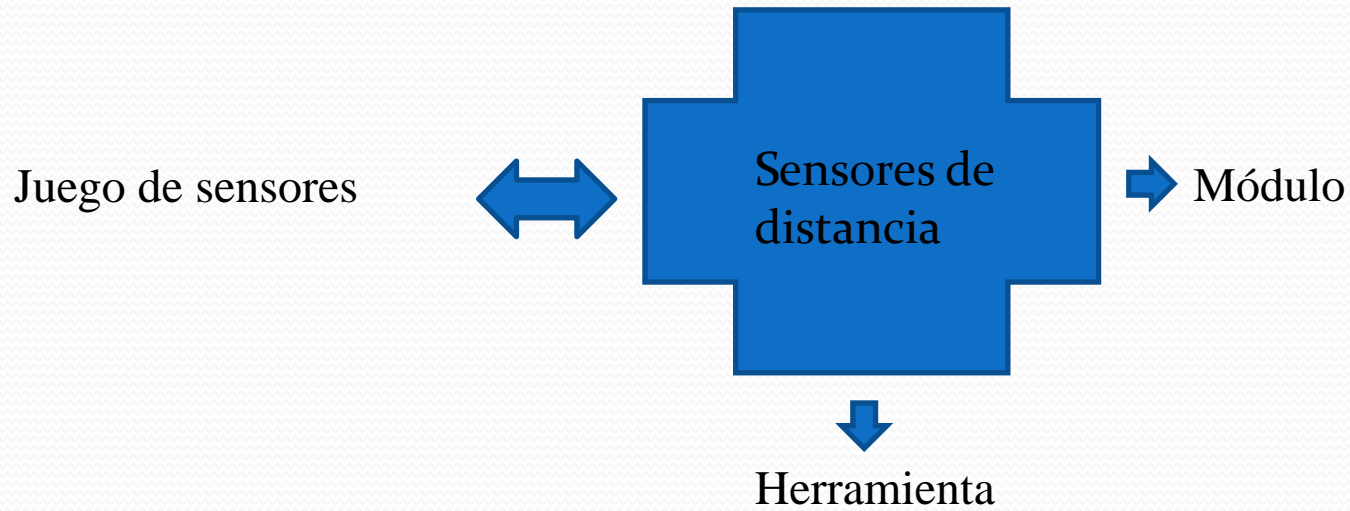 Juego de sensores
Sensores de
distancia
Módulo
Herramienta